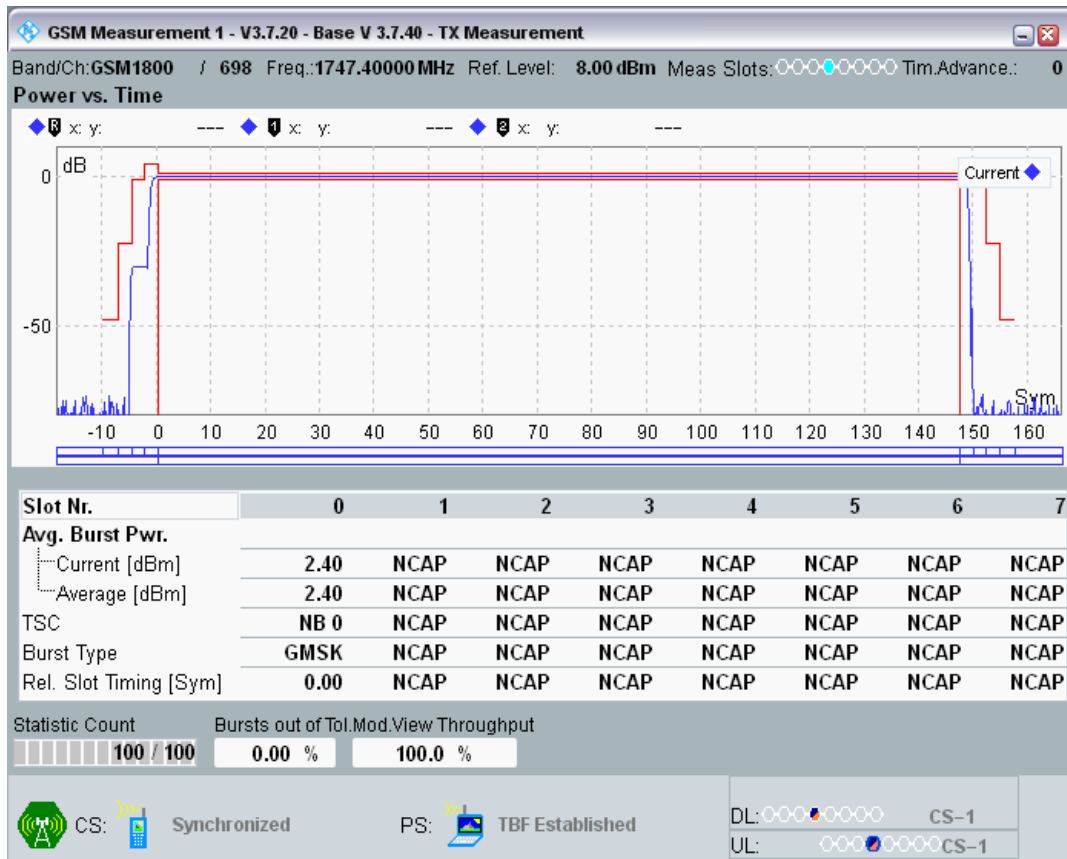 GSM Measurement 1 - V3.7.20 - Base V 3.7.40 - TX Measurement
Band/Ch:GSM1800 / 698 Freq.:1747.40000 MHz Ref. Level: 8.00 dBm Meas Slots: Tim.Advance.: 0
Power vs. Time
R x: y: --- 1 x: y: --- 2 x: y: ---
dB
0
Current
-50
Sym
-10 0 10 20 30 40 50 60 70 80 90 100 110 120 130 140 150 160
Slot Nr. 0 1 2 3 4 5 6 7
Avg. Burst Pwr.
Current [dBm] 2.40 NCAP NCAP NCAP NCAP NCAP NCAP NCAP
Average [dBm] 2.40 NCAP NCAP NCAP NCAP NCAP NCAP NCAP
TSC NB 0 NCAP NCAP NCAP NCAP NCAP NCAP NCAP
Burst Type GMSK NCAP NCAP NCAP NCAP NCAP NCAP NCAP
Rel. Slot Timing [Sym] 0.00 NCAP NCAP NCAP NCAP NCAP NCAP NCAP
Statistic Count Bursts out of Tol. Mod.View Throughput
100 / 100 0.00 % 100.0 %
CS: Synchronized PS: TBF Established DL: CS-1
UL: CS-1